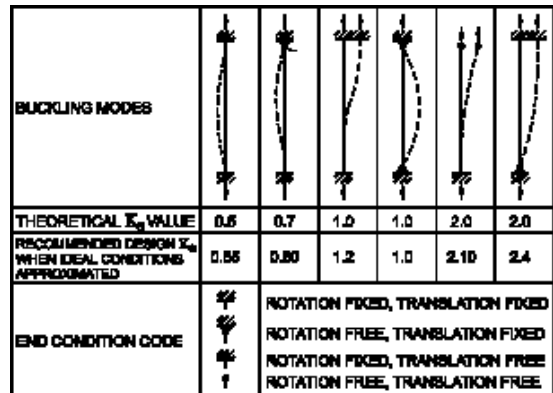 BUCKLING MODES
THEORETICAL Ke VALUE 0.5 0.7 1.0 1.0 2.0 2.0
RECOMMENDED DESIGN Ke
WHEN IDEAL CONDITIONS
APPROXIMATED
0.65 0.80 1.2 1.0 2.10 2.4
END CONDITION CODE
ROTATION FIXED, TRANSLATION FIXED
ROTATION FREE, TRANSLATION FIXED
ROTATION FIXED, TRANSLATION FREE
ROTATION FREE, TRANSLATION FREE